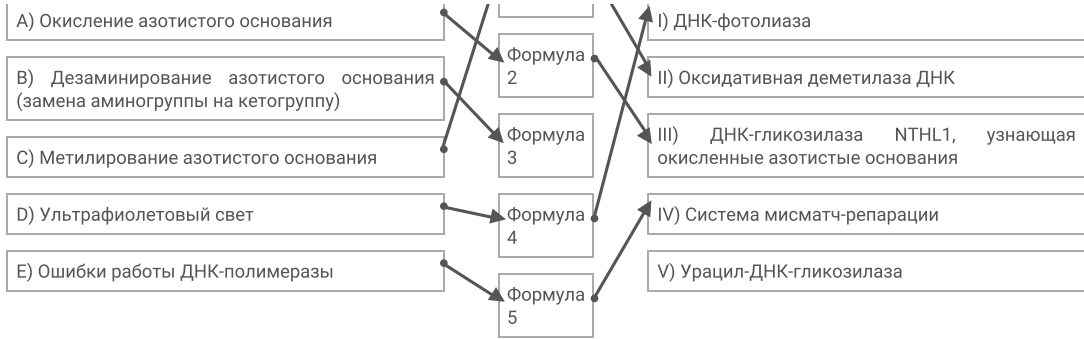 A) Окисление азотистого основания
B) Дезаминирование азотистого основания
(замена аминогруппы на кетогруппу)
C) Метилирование азотистого основания
D) Ультрафиолетовый свет
E) Ошибки работы ДНК-полимеразы
Формула
2
Формула
3
Формула
4
Формула
5
I) ДНК-фотолиаза
II) Оксидативная деметилаза ДНК
III) ДНК-гликозилаза NTHL1, узнающая
окисленные азотистые основания
IV) Система мисматч-репарации
V) Урацил-ДНК-гликозилаза